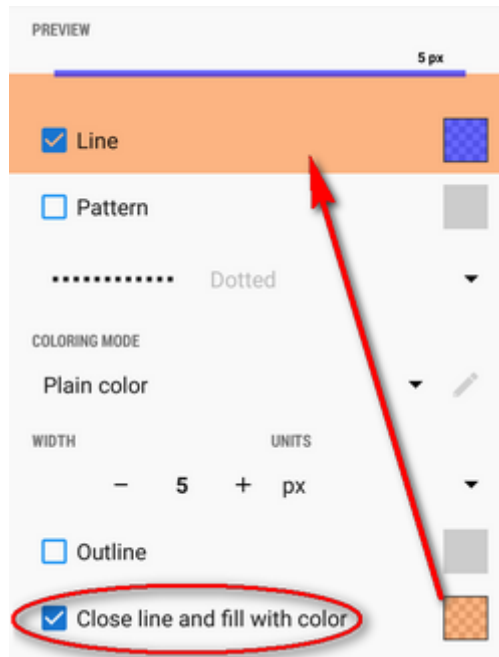 PREVIEW
5 px
Line
Pattern
Dotted
COLORING MODE
Plain color
WIDTH UNITS
− 5 + px
Outline
Close line and fill with color